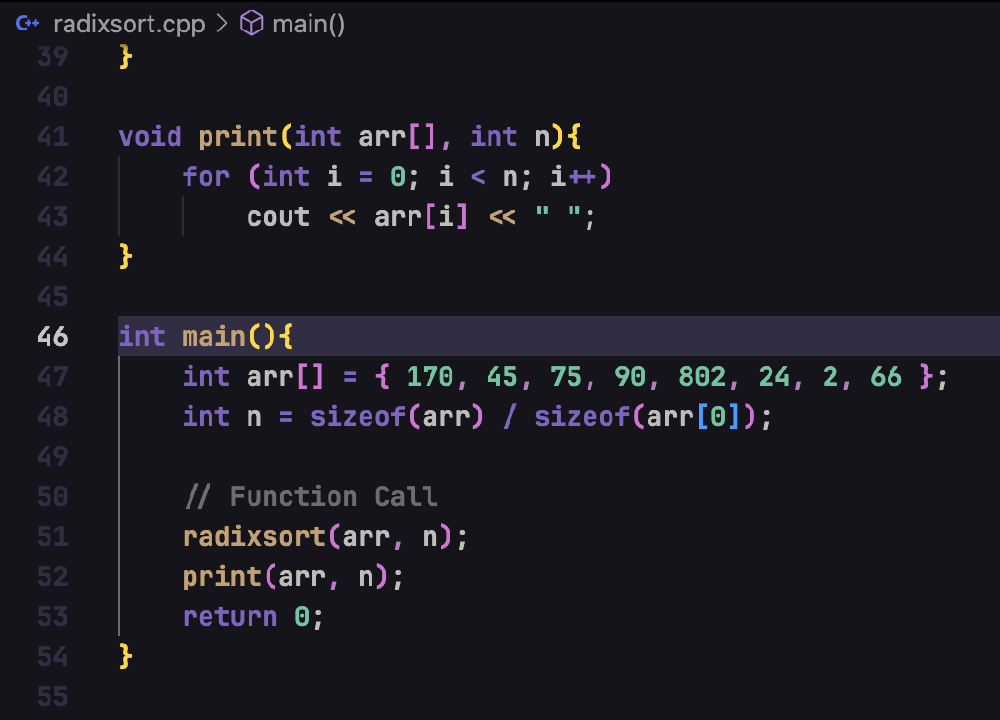 C++ radixsort.cpp > main()
39 }
40
41 void print(int arr[], int n){
42     for (int i = 0; i < n; i++)
43         cout << arr[i] << " ";
44 }
45
46 int main(){
47     int arr[] = { 170, 45, 75, 90, 802, 24, 2, 66 };
48     int n = sizeof(arr) / sizeof(arr[0]);
49
50     // Function Call
51     radixsort(arr, n);
52     print(arr, n);
53     return 0;
54 }
55